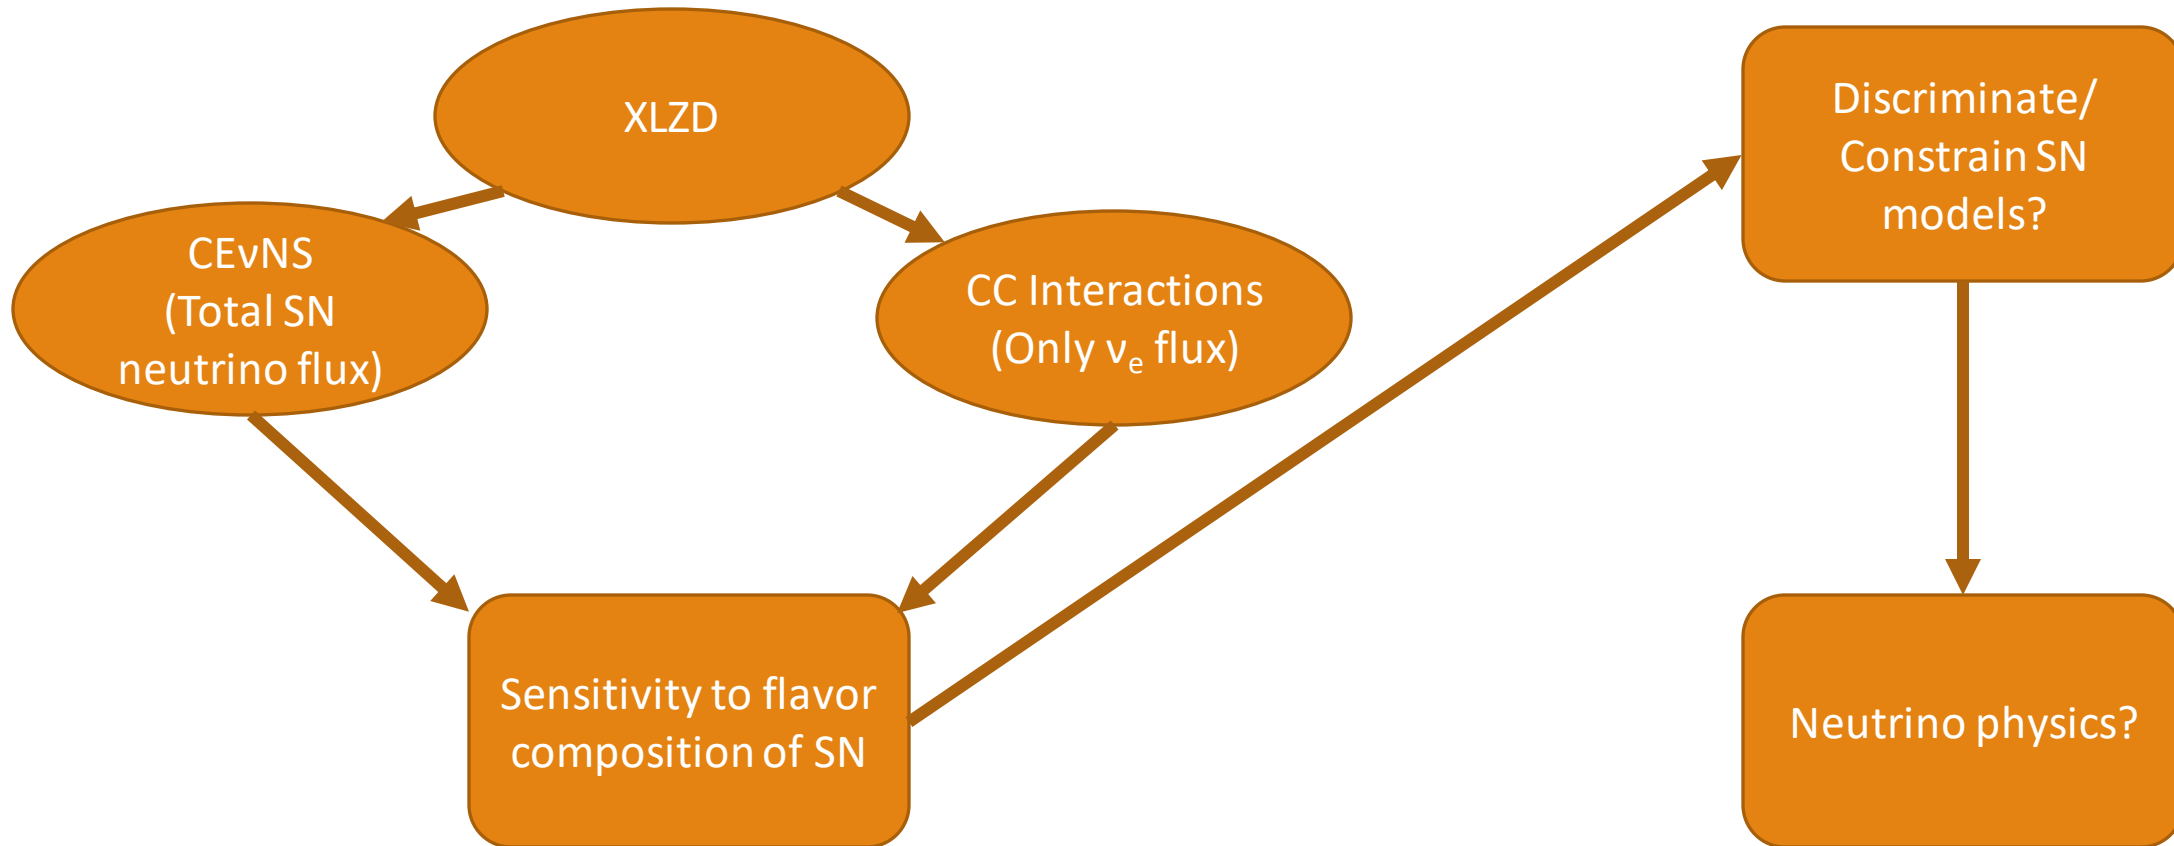 XLZD
CEνNS
(Total SN
neutrino flux)
CC Interactions
(Only νₑ flux)
Sensitivity to flavor
composition of SN
Discriminate/
Constrain SN
models?
Neutrino physics?